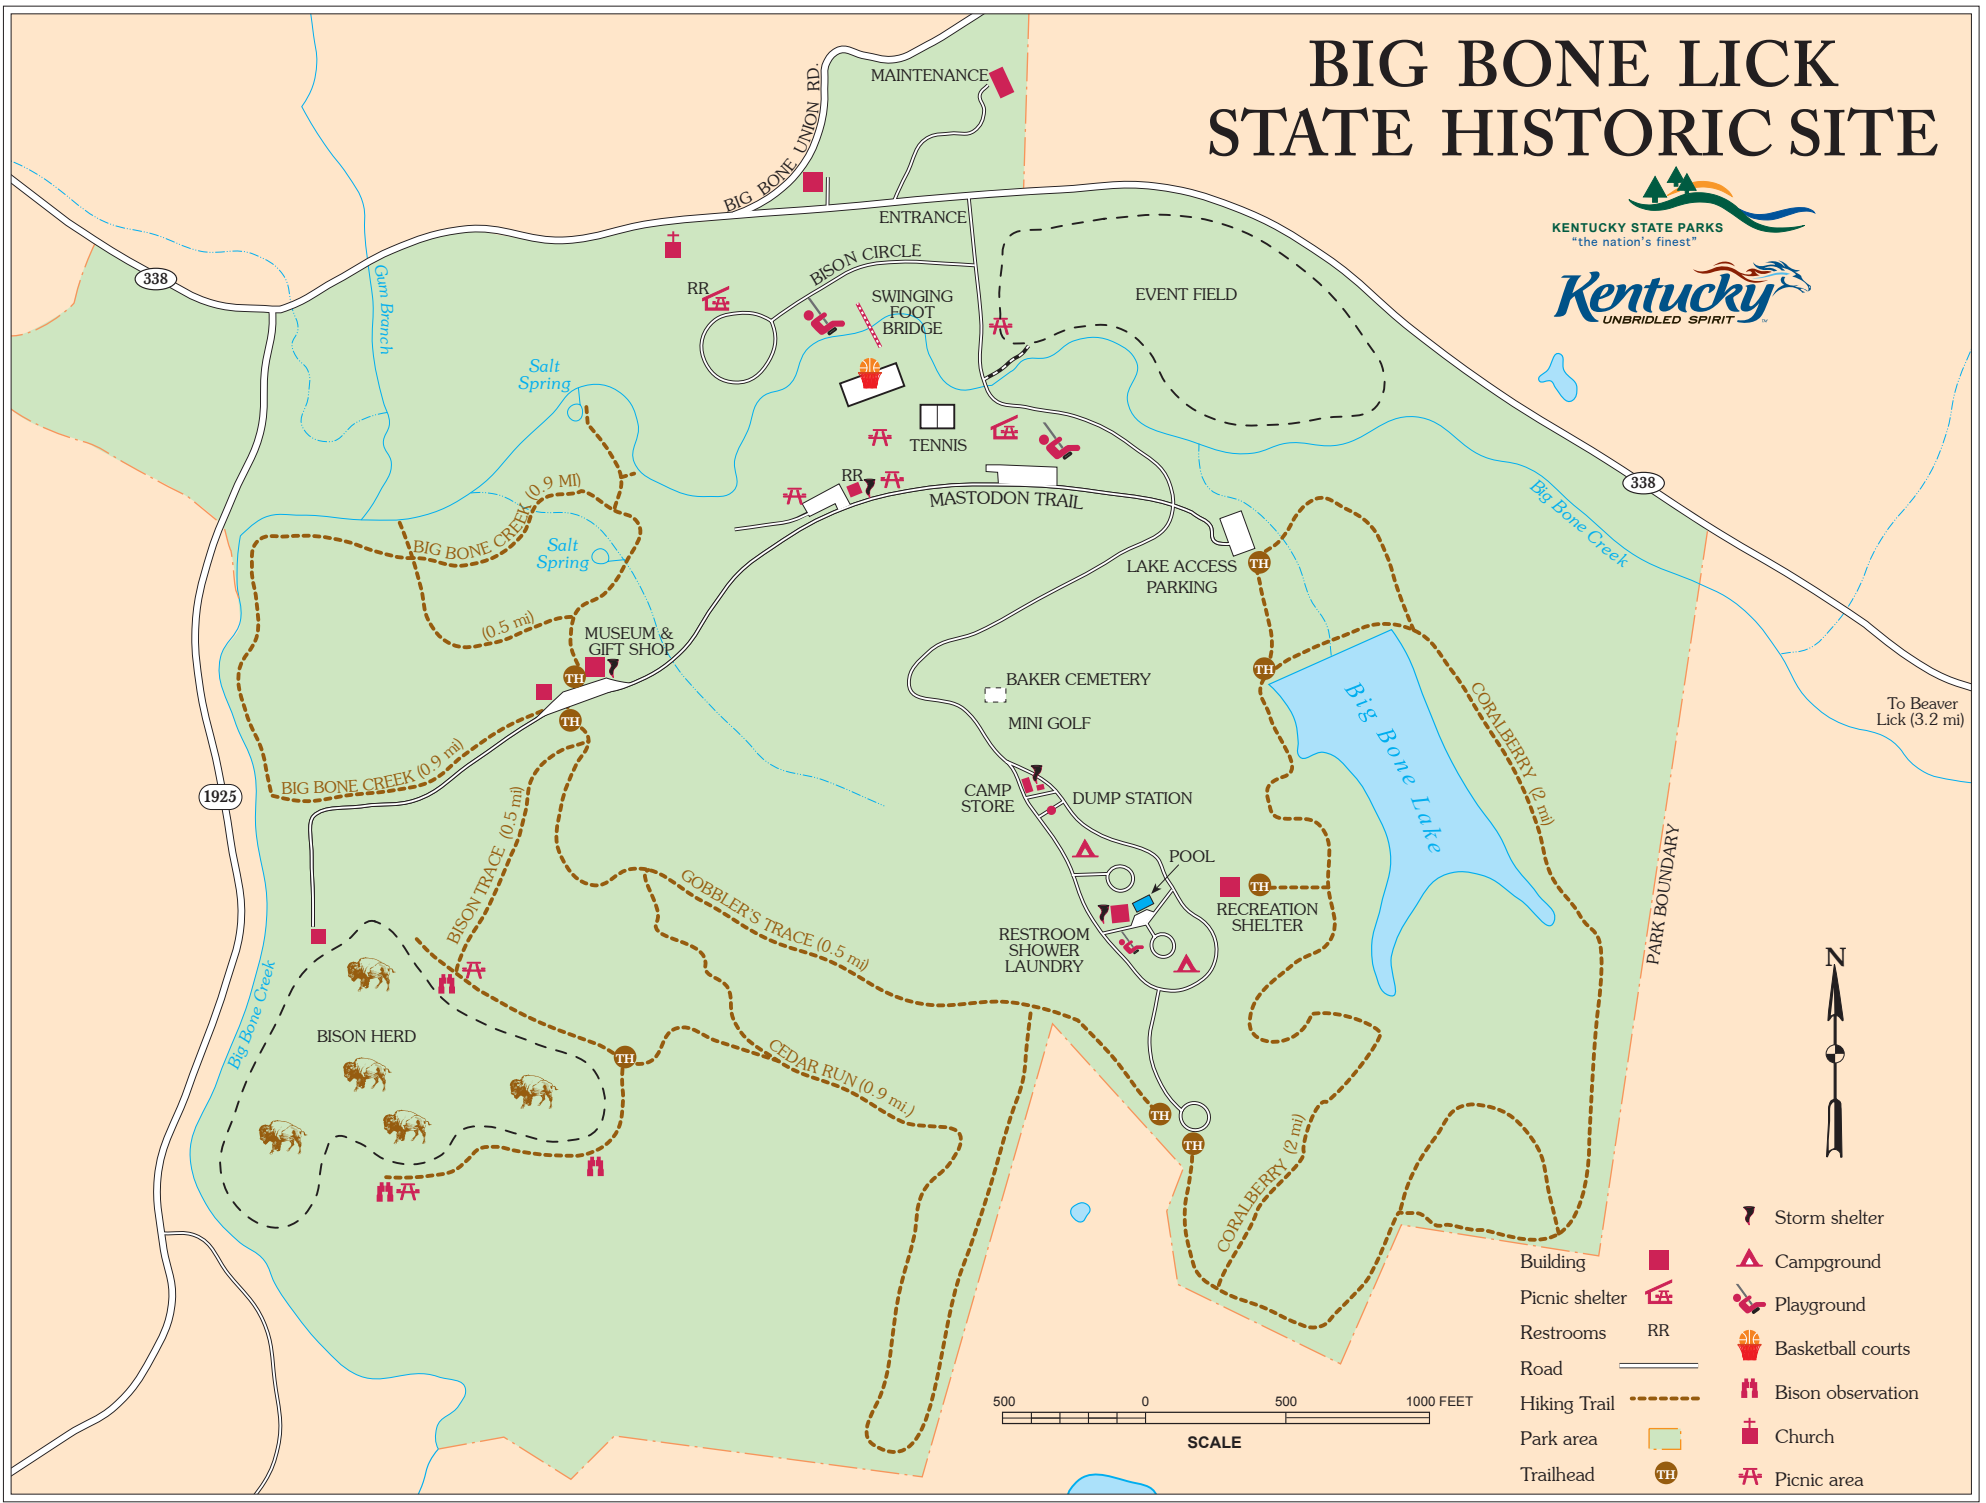 BIG BONE LICK
STATE HISTORIC SITE
KENTUCKY STATE PARKS
"the nation's finest"
Kentucky
UNBRIDLED SPIRIT
TM
MAINTENANCE
BIG BONE UNION RD.
ENTRANCE
338
Gum Branch
BISON CIRCLE
RR
SWINGING
FOOT
BRIDGE
EVENT FIELD
Salt
Spring
TENNIS
RR
MASTODON TRAIL
338
Big Bone Creek
BIG BONE CREEK (0.9 MI)
Salt
Spring
LAKE ACCESS
PARKING
TH
(0.5 mi)
MUSEUM &
GIFT SHOP
TH
TH
TH
BAKER CEMETERY
MINI GOLF
Big Bone Lake
CORALBERRY (2 mi)
To Beaver
Lick (3.2 mi)
BIG BONE CREEK (0.9 mi)
1925
CAMP
STORE
DUMP STATION
BISON TRACE (0.5 mi)
POOL
GOBBLER'S TRACE (0.5 mi)
TH
RECREATION
SHELTER
PARK BOUNDARY
RESTROOM
SHOWER
LAUNDRY
Big Bone Creek
BISON HERD
TH
CEDAR RUN (0.9 mi.)
TH
TH
CORALBERRY (2 mi)
N
Storm shelter
Building
Campground
Picnic shelter
Playground
Restrooms
RR
Basketball courts
Road
Bison observation
Hiking Trail
Church
Park area
Picnic area
Trailhead
TH
500
0
500
1000 FEET
SCALE